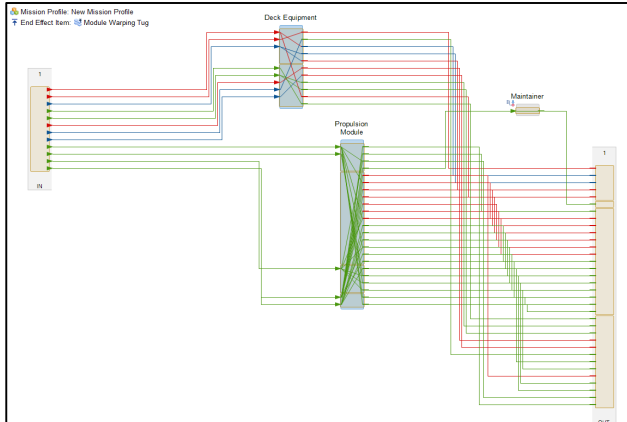 Mission Profile: New Mission Profile
End Effect Item: Module Warping Tug
Deck Equipment
1
Maintainer
Propulsion
Module
1
IN
OUT